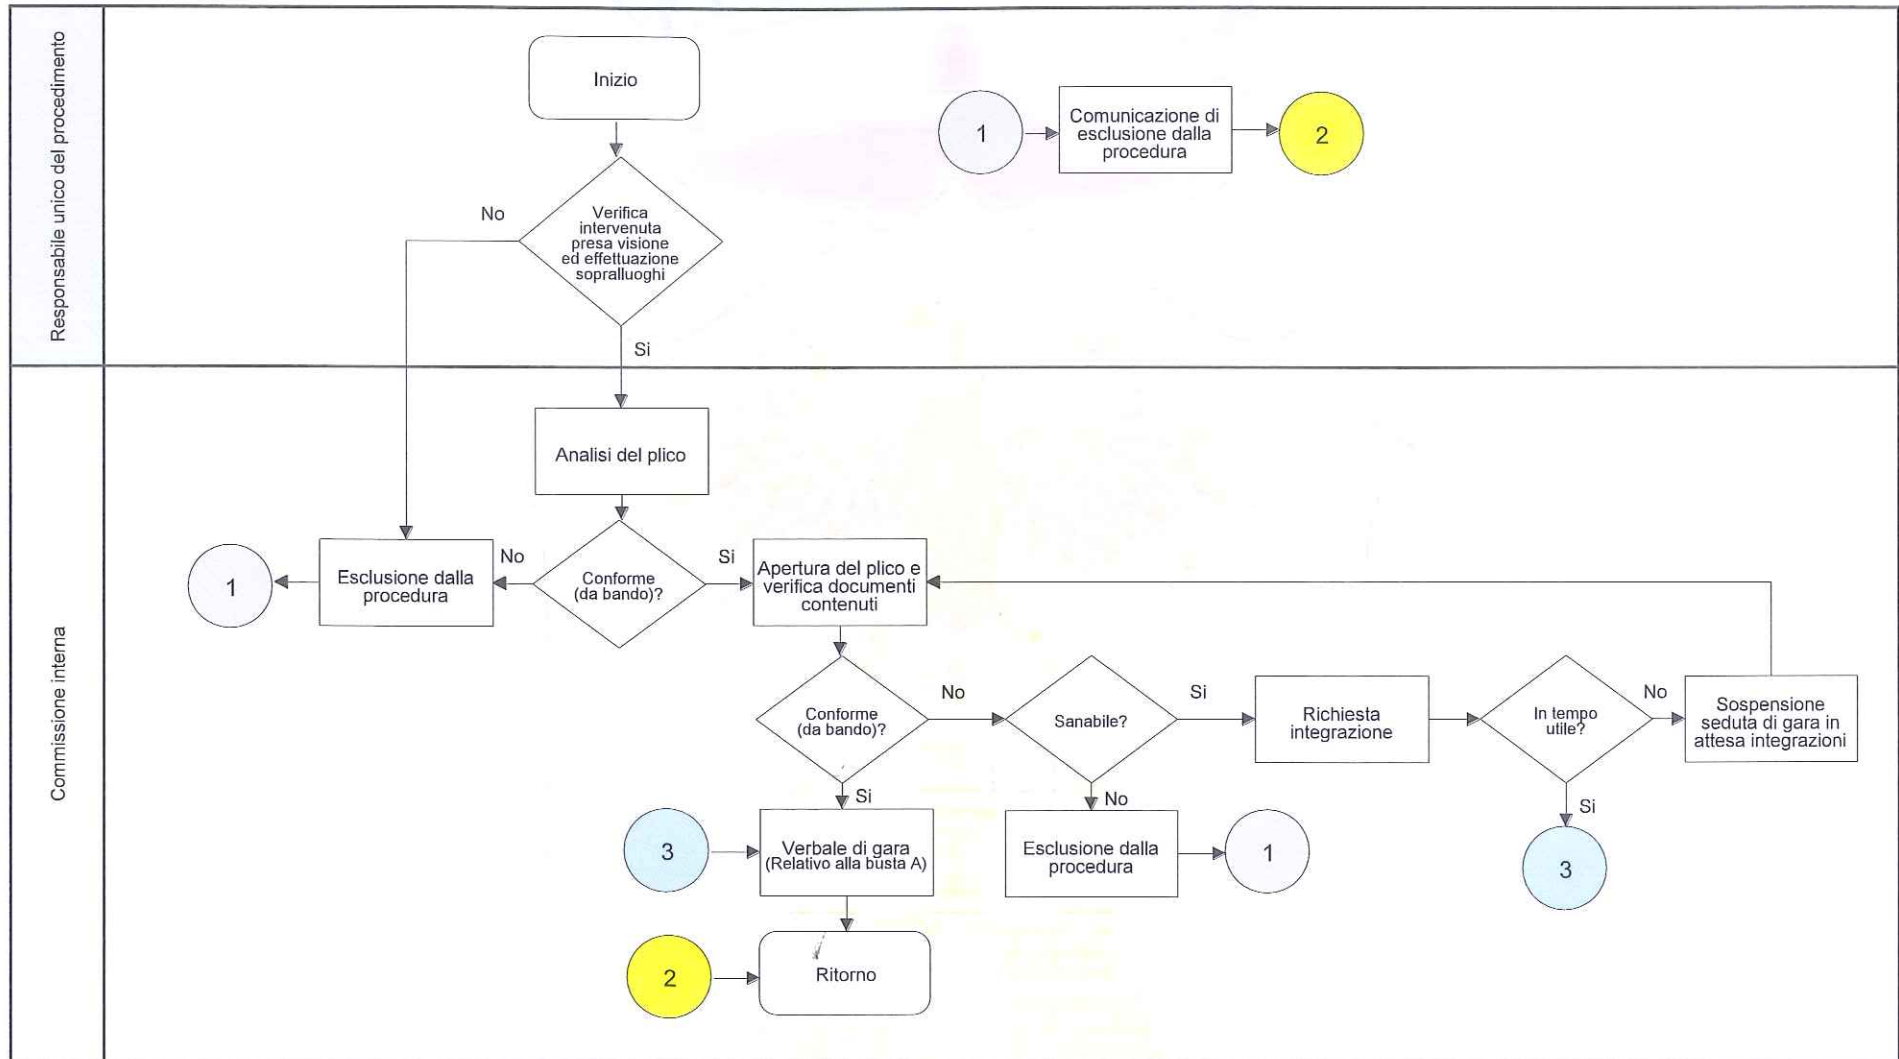 Responsabile unico del procedimento
Inizio
1
Comunicazione di
esclusione dalla
procedura
2
No
Verifica
intervenuta
presa visione
ed effettuazione
sopralluoghi
Si
Commissione interna
Analisi del plico
1
Esclusione dalla
procedura
No
Conforme
(da bando)?
Si
Apertura del plico e
verifica documenti
contenuti
Conforme
(da bando)?
No
Sanabile?
Si
Richiesta
integrazione
In tempo
utile?
No
Sospensione
seduta di gara in
attesa integrazioni
Si
No
Si
3
Verbale di gara
(Relativo alla busta A)
Esclusione dalla
procedura
1
3
2
Ritorno